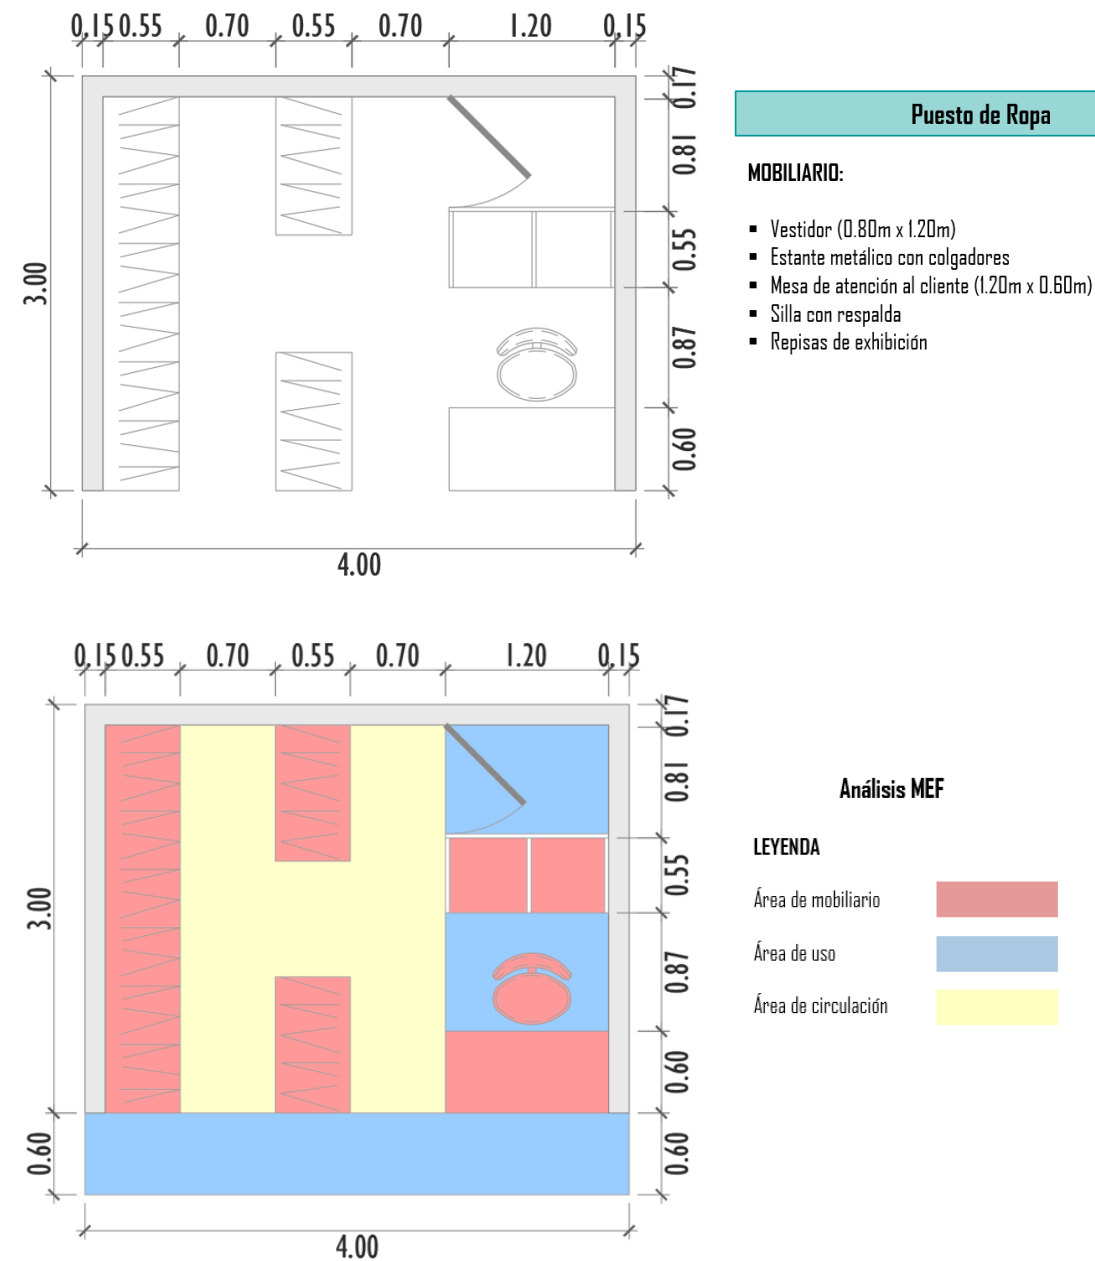 0.15 0.55 0.70 0.55 0.70 1.20 0.15
0.17
0.81
0.55
0.87
0.60
3.00
4.00
Puesto de Ropa
MOBILIARIO:
▪ Vestidor (0.80m x 1.20m)
▪ Estante metálico con colgadores
▪ Mesa de atención al cliente (1.20m x 0.60m)
▪ Silla con respalda
▪ Repisas de exhibición
0.15 0.55 0.70 0.55 0.70 1.20 0.15
0.17
0.81
0.55
0.87
0.60
0.60
3.00
0.60
4.00
Análisis MEF
LEYENDA
Área de mobiliario
Área de uso
Área de circulación